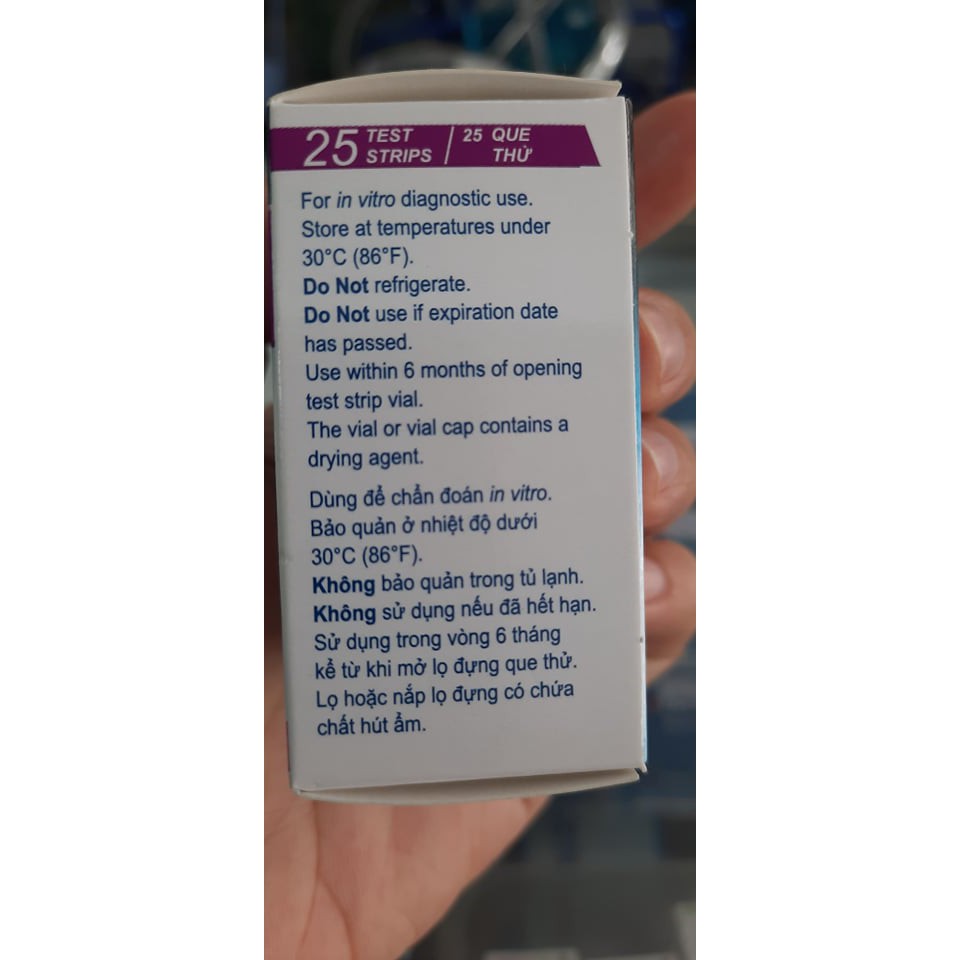 25 TEST STRIPS / 25 QUE THỬ
For in vitro diagnostic use.
Store at temperatures under
30°C (86°F).
Do Not refrigerate.
Do Not use if expiration date
has passed.
Use within 6 months of opening
test strip vial.
The vial or vial cap contains a
drying agent.
Dùng để chẩn đoán in vitro.
Bảo quản ở nhiệt độ dưới
30°C (86°F).
Không bảo quản trong tủ lạnh.
Không sử dụng nếu đã hết hạn.
Sử dụng trong vòng 6 tháng
kể từ khi mở lọ đựng que thử.
Lọ hoặc nắp lọ đựng có chứa
chất hút ẩm.